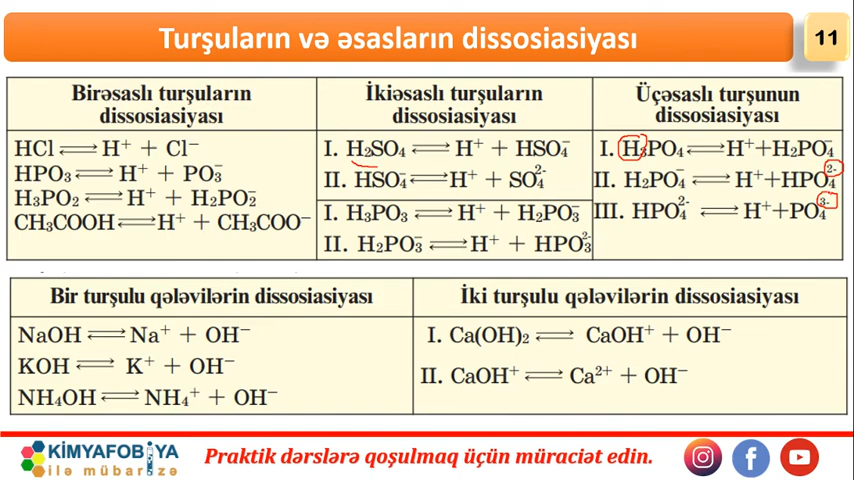 Turşuların və əsasların dissosiasiyası
11
Birəsaslı turşuların
dissosiasiyası
HCl ⇌ H⁺ + Cl⁻
HPO₃ ⇌ H⁺ + PO₃⁻
H₃PO₂ ⇌ H⁺ + H₂PO₂⁻
CH₃COOH ⇌ H⁺ + CH₃COO⁻
İkiəsaslı turşuların
dissosiasiyası
I. H₂SO₄ ⇌ H⁺ + HSO₄⁻
II. HSO₄⁻ ⇌ H⁺ + SO₄²⁻
I. H₃PO₃ ⇌ H⁺ + H₂PO₃⁻
II. H₂PO₃⁻ ⇌ H⁺ + HPO₃²⁻
Üçəsaslı turşunun
dissosiasiyası
I. H₃PO₄ ⇌ H⁺+H₂PO₄⁻
II. H₂PO₄⁻ ⇌ H⁺+HPO₄²⁻
III. HPO₄²⁻ ⇌ H⁺+PO₄³⁻
Bir turşulu qələvilərin dissosiasiyası
NaOH ⇌ Na⁺ + OH⁻
KOH ⇌ K⁺ + OH⁻
NH₄OH ⇌ NH₄⁺ + OH⁻
İki turşulu qələvilərin dissosiasiyası
I. Ca(OH)₂ ⇌ CaOH⁺ + OH⁻
II. CaOH⁺ ⇌ Ca²⁺ + OH⁻
KİMYAFOBİYA
ilə mübarizə
Praktik dərslərə qoşulmaq üçün müraciət edin.